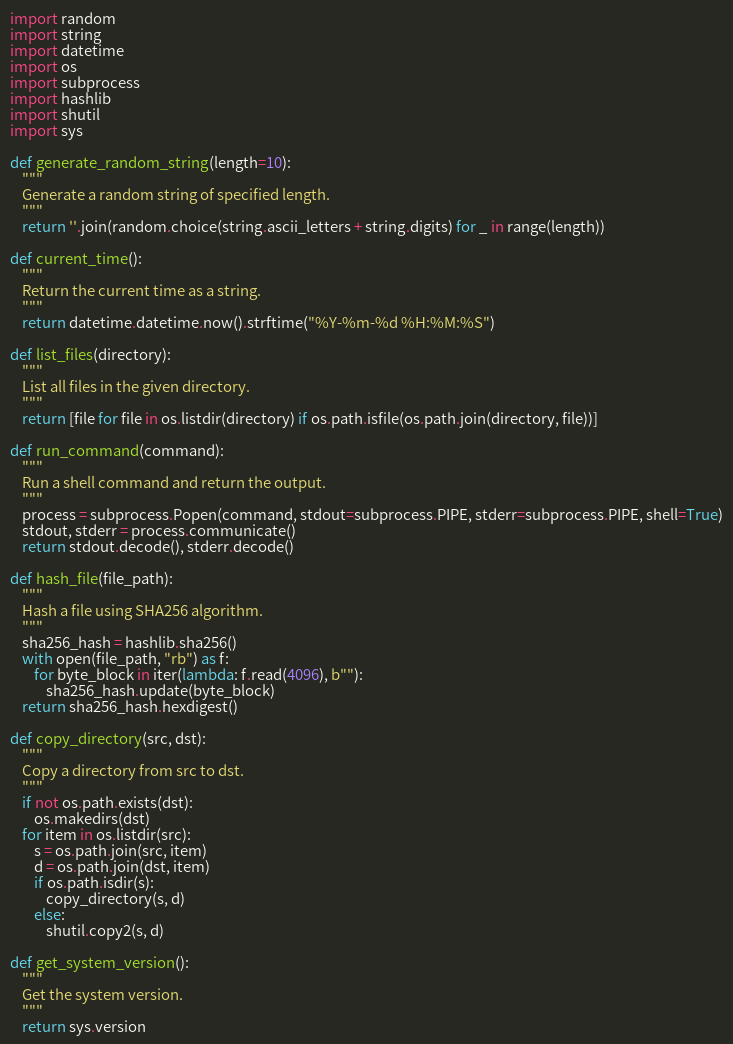 import random
import string
import datetime
import os
import subprocess
import hashlib
import shutil
import sys

def generate_random_string(length=10):
    """
    Generate a random string of specified length.
    """
    return ''.join(random.choice(string.ascii_letters + string.digits) for _ in range(length))

def current_time():
    """
    Return the current time as a string.
    """
    return datetime.datetime.now().strftime("%Y-%m-%d %H:%M:%S")

def list_files(directory):
    """
    List all files in the given directory.
    """
    return [file for file in os.listdir(directory) if os.path.isfile(os.path.join(directory, file))]

def run_command(command):
    """
    Run a shell command and return the output.
    """
    process = subprocess.Popen(command, stdout=subprocess.PIPE, stderr=subprocess.PIPE, shell=True)
    stdout, stderr = process.communicate()
    return stdout.decode(), stderr.decode()

def hash_file(file_path):
    """
    Hash a file using SHA256 algorithm.
    """
    sha256_hash = hashlib.sha256()
    with open(file_path, "rb") as f:
        for byte_block in iter(lambda: f.read(4096), b""):
            sha256_hash.update(byte_block)
    return sha256_hash.hexdigest()

def copy_directory(src, dst):
    """
    Copy a directory from src to dst.
    """
    if not os.path.exists(dst):
        os.makedirs(dst)
    for item in os.listdir(src):
        s = os.path.join(src, item)
        d = os.path.join(dst, item)
        if os.path.isdir(s):
            copy_directory(s, d)
        else:
            shutil.copy2(s, d)

def get_system_version():
    """
    Get the system version.
    """
    return sys.version